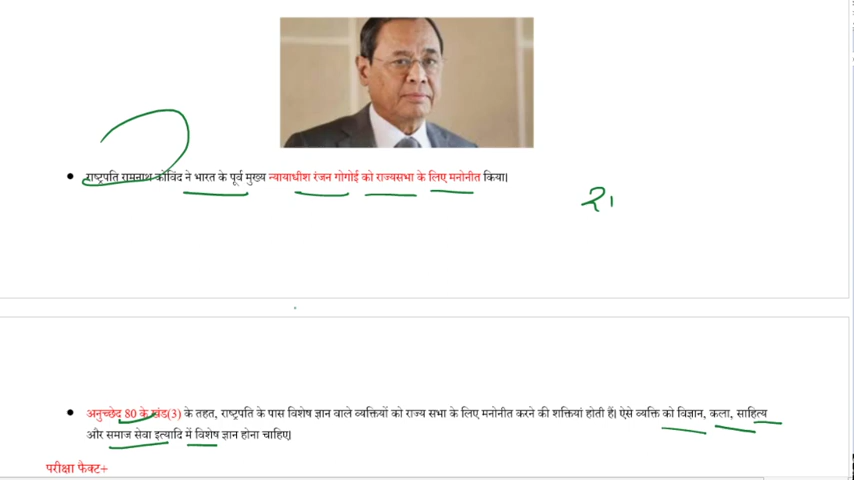 राष्ट्रपति रामनाथ कोविंद ने भारत के पूर्व मुख्य न्यायाधीश रंजन गोगोई को राज्यसभा के लिए मनोनीत किया।
अनुच्छेद 80 के खंड(3) के तहत, राष्ट्रपति के पास विशेष ज्ञान वाले व्यक्तियों को राज्य सभा के लिए मनोनीत करने की शक्तियां होती हैं। ऐसे व्यक्ति को विज्ञान, कला, साहित्य
और समाज सेवा इत्यादि में विशेष ज्ञान होना चाहिए।
परीक्षा फैक्ट+